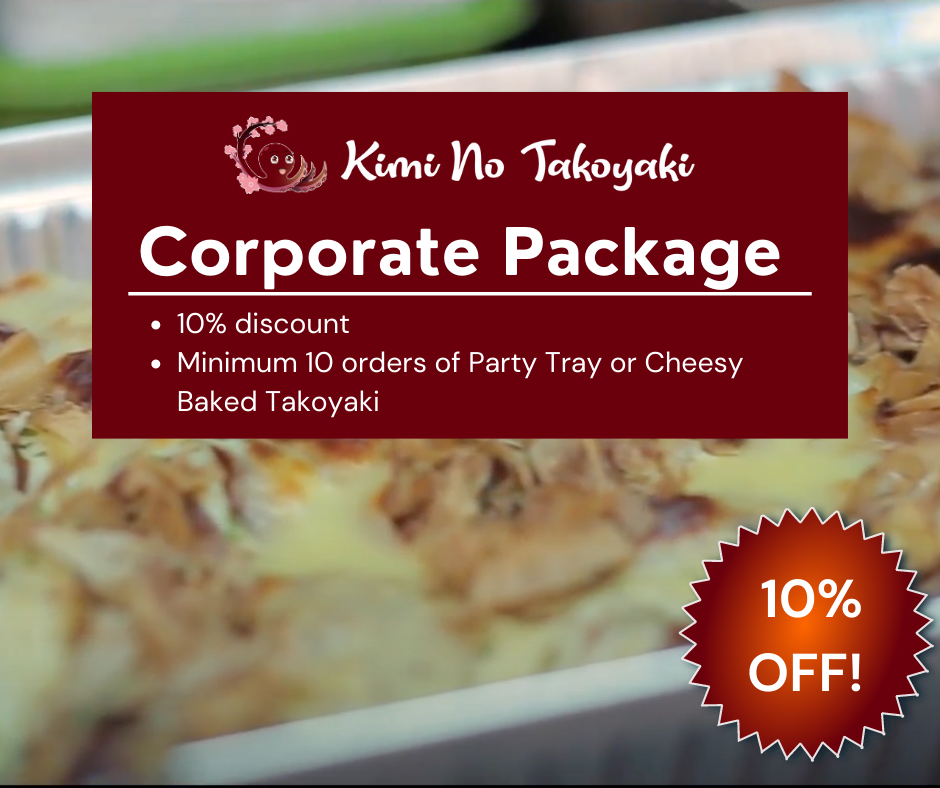 Kimi No Takoyaki
Corporate Package
• 10% discount
• Minimum 10 orders of Party Tray or Cheesy
Baked Takoyaki
10%
OFF!